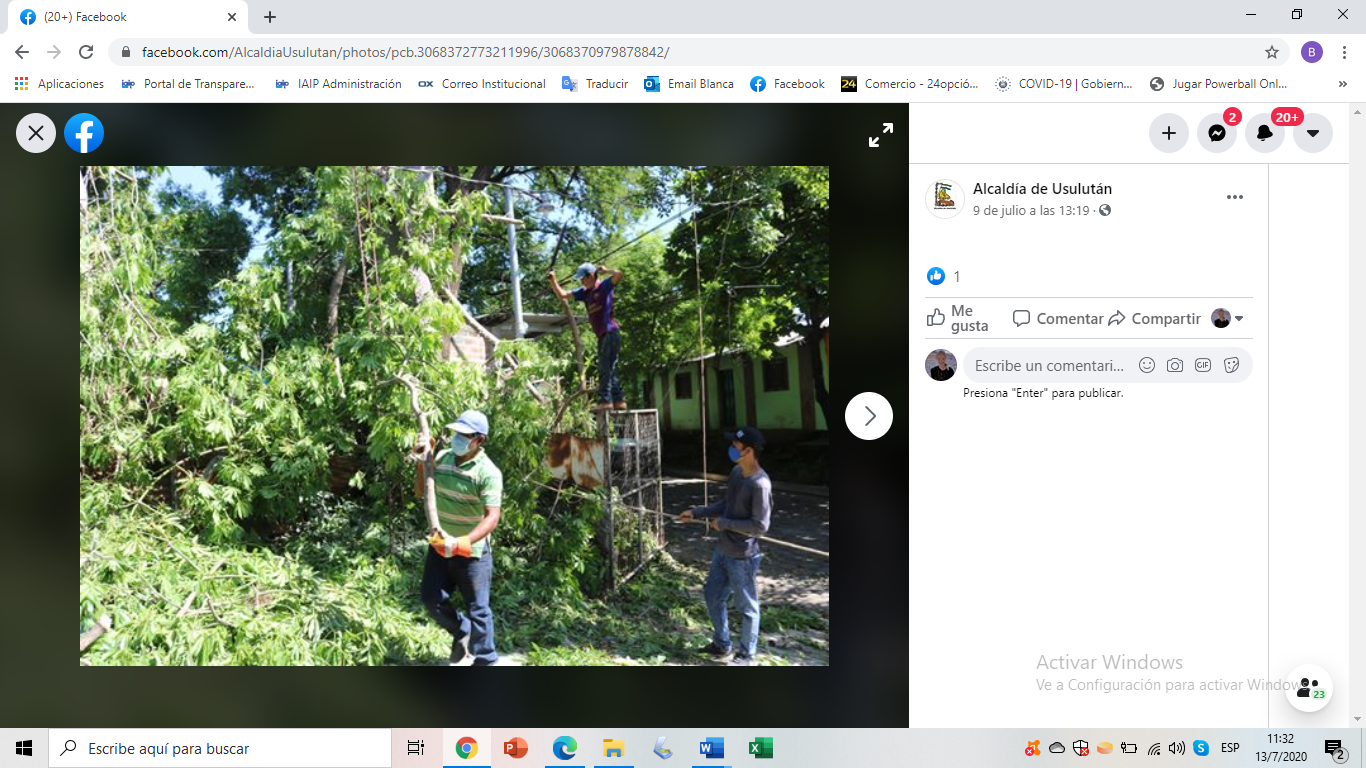 (20+) Facebook
facebook.com/AlcaldiaUsulutan/photos/pcb.3068372773211996/3068370979878842/
B
Aplicaciones
Portal de Transpare...
IAIP Administración
Correo Institucional
Traducir
Email Blanca
Facebook
24
Comercio - 24opció...
COVID-19 | Gobiern...
Jugar Powerball Onl...
2
20+
Alcaldía de Usulután
9 de julio a las 13:19 ·
1
Me gusta
Comentar
Compartir
Escribe un comentari...
GIF
Presiona "Enter" para publicar.
Activar Windows
Ve a Configuración para activar Windows
23
Escribe aquí para buscar
ESP
11:32
13/7/2020
2